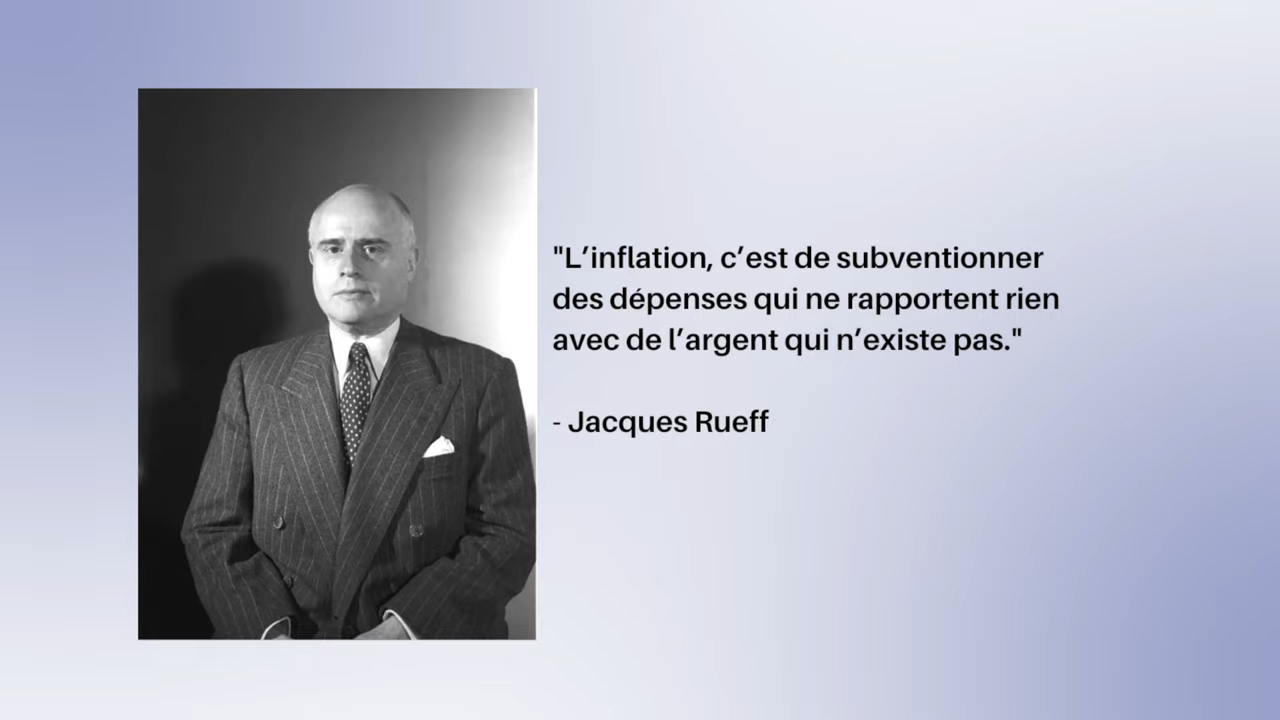 "L’inflation, c’est de subventionner
des dépenses qui ne rapportent rien
avec de l’argent qui n’existe pas."
- Jacques Rueff